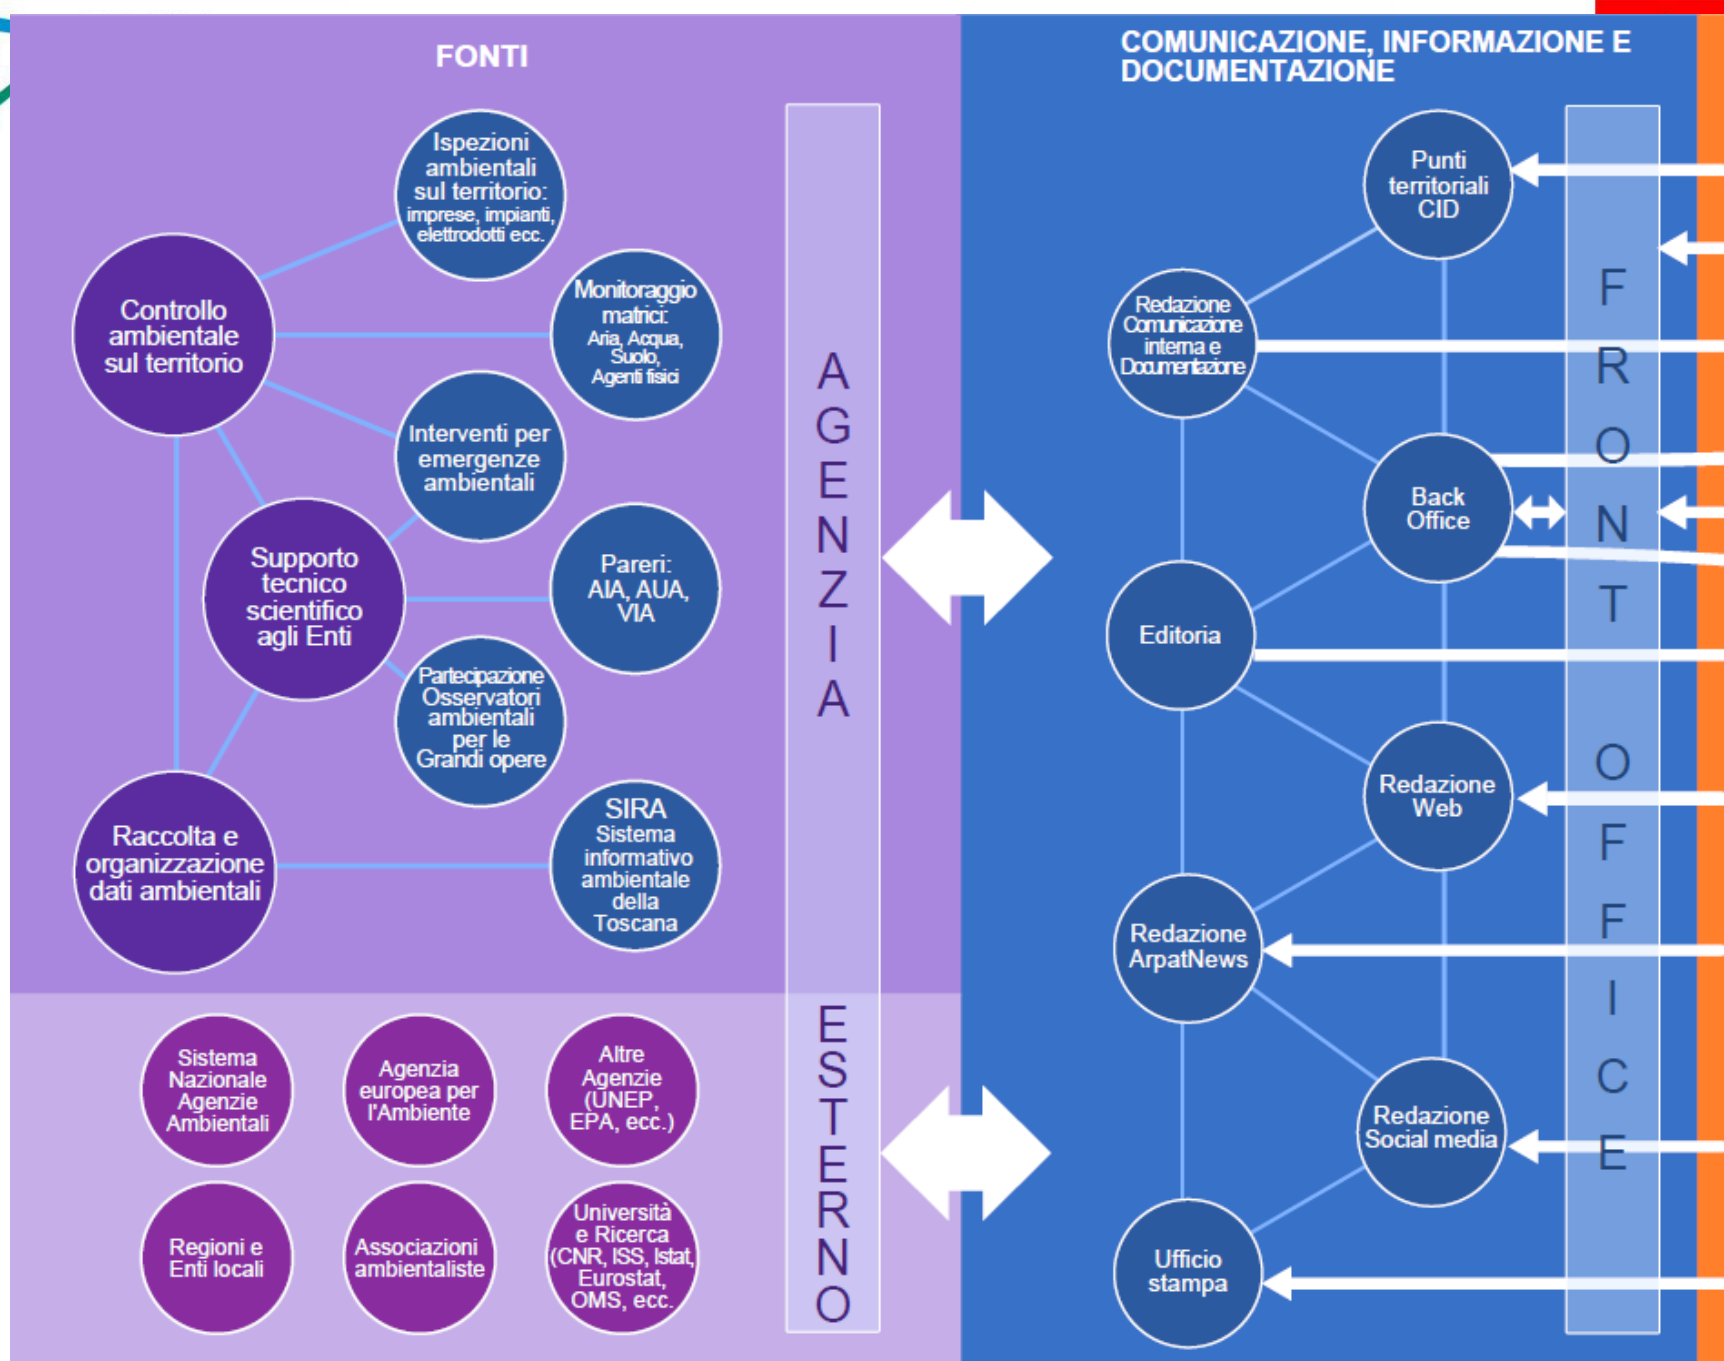 FONTI
Ispezioni
ambientali
sul territorio:
imprese, impianti,
elettrodotti ecc.
Controllo
ambientale
sul territorio
Monitoraggio
matrici:
Aria, Acqua,
Suolo,
Agenti fisici
Interventi per
emergenze
ambientali
Supporto
tecnico
scientifico
agli Enti
Pareri:
AIA, AUA,
VIA
Partecipazione
Osservatori
ambientali
per le
Grandi opere
Raccolta e
organizzazione
dati ambientali
SIRA
Sistema
informativo
ambientale
della
Toscana
AGENZIA
Sistema
Nazionale
Agenzie
Ambientali
Agenzia
europea per
l'Ambiente
Altre
Agenzie
(UNEP,
EPA, ecc.)
Regioni e
Enti locali
Associazioni
ambientaliste
Università
e Ricerca
(CNR, ISS, Istat,
Eurostat,
OMS, ecc.
ESTERNO
COMUNICAZIONE, INFORMAZIONE E
DOCUMENTAZIONE
Punti
territoriali
CID
Redazione
Comunicazione
interna e
Documentazione
Back
Office
Editoria
Redazione
Web
Redazione
ArpatNews
Redazione
Social media
Ufficio
stampa
FRONT OFFICE